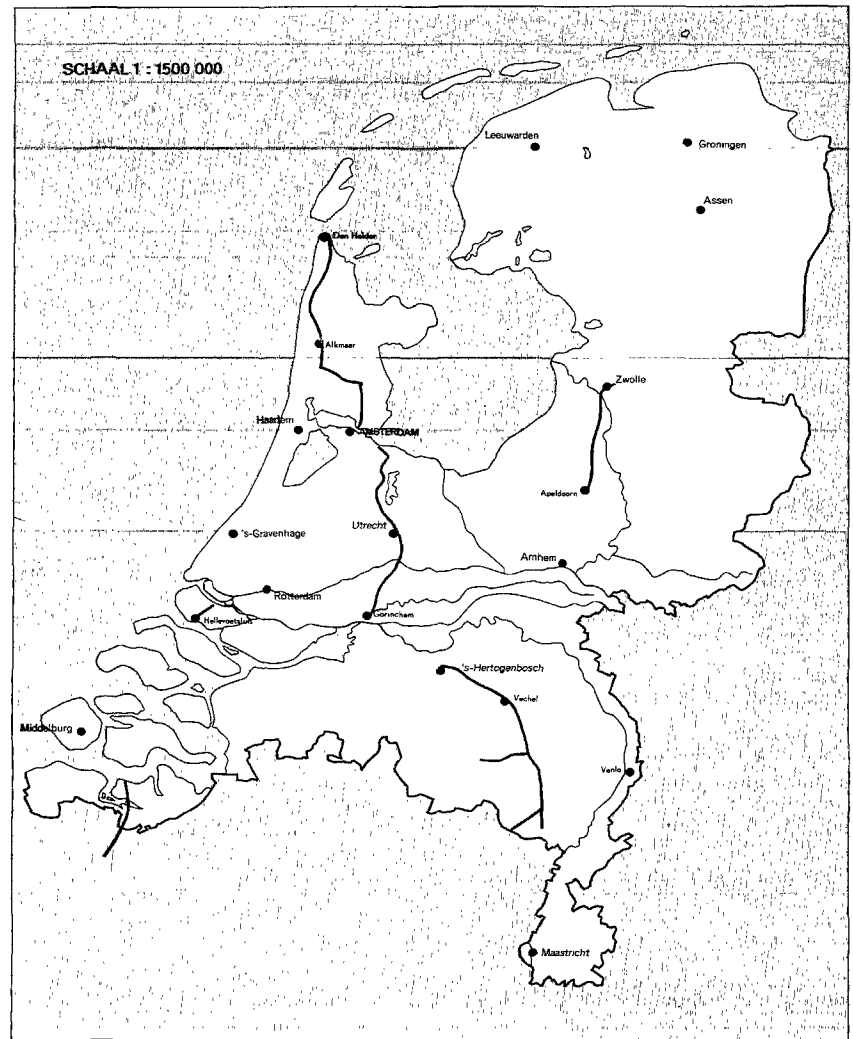 SCHAAL 1 : 1500 000
Leeuwarden
Groningen
Assen
Den Helder
Alkmaar
Zwolle
Haarlem
AMSTERDAM
Apeldoorn
's-Gravenhage
Utrecht
Arnhem
Rotterdam
Gorinchem
Hellevoetsluis
's-Hertogenbosch
Veghel
Middelburg
Venlo
Maastricht